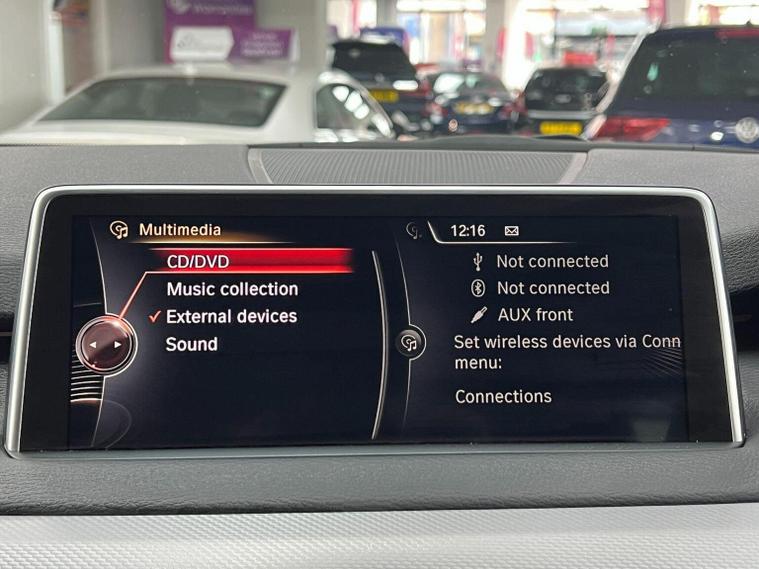 Multimedia
CD/DVD
Music collection
External devices
Sound
12:16
Not connected
Not connected
AUX front
Set wireless devices via Conn
menu:
Connections